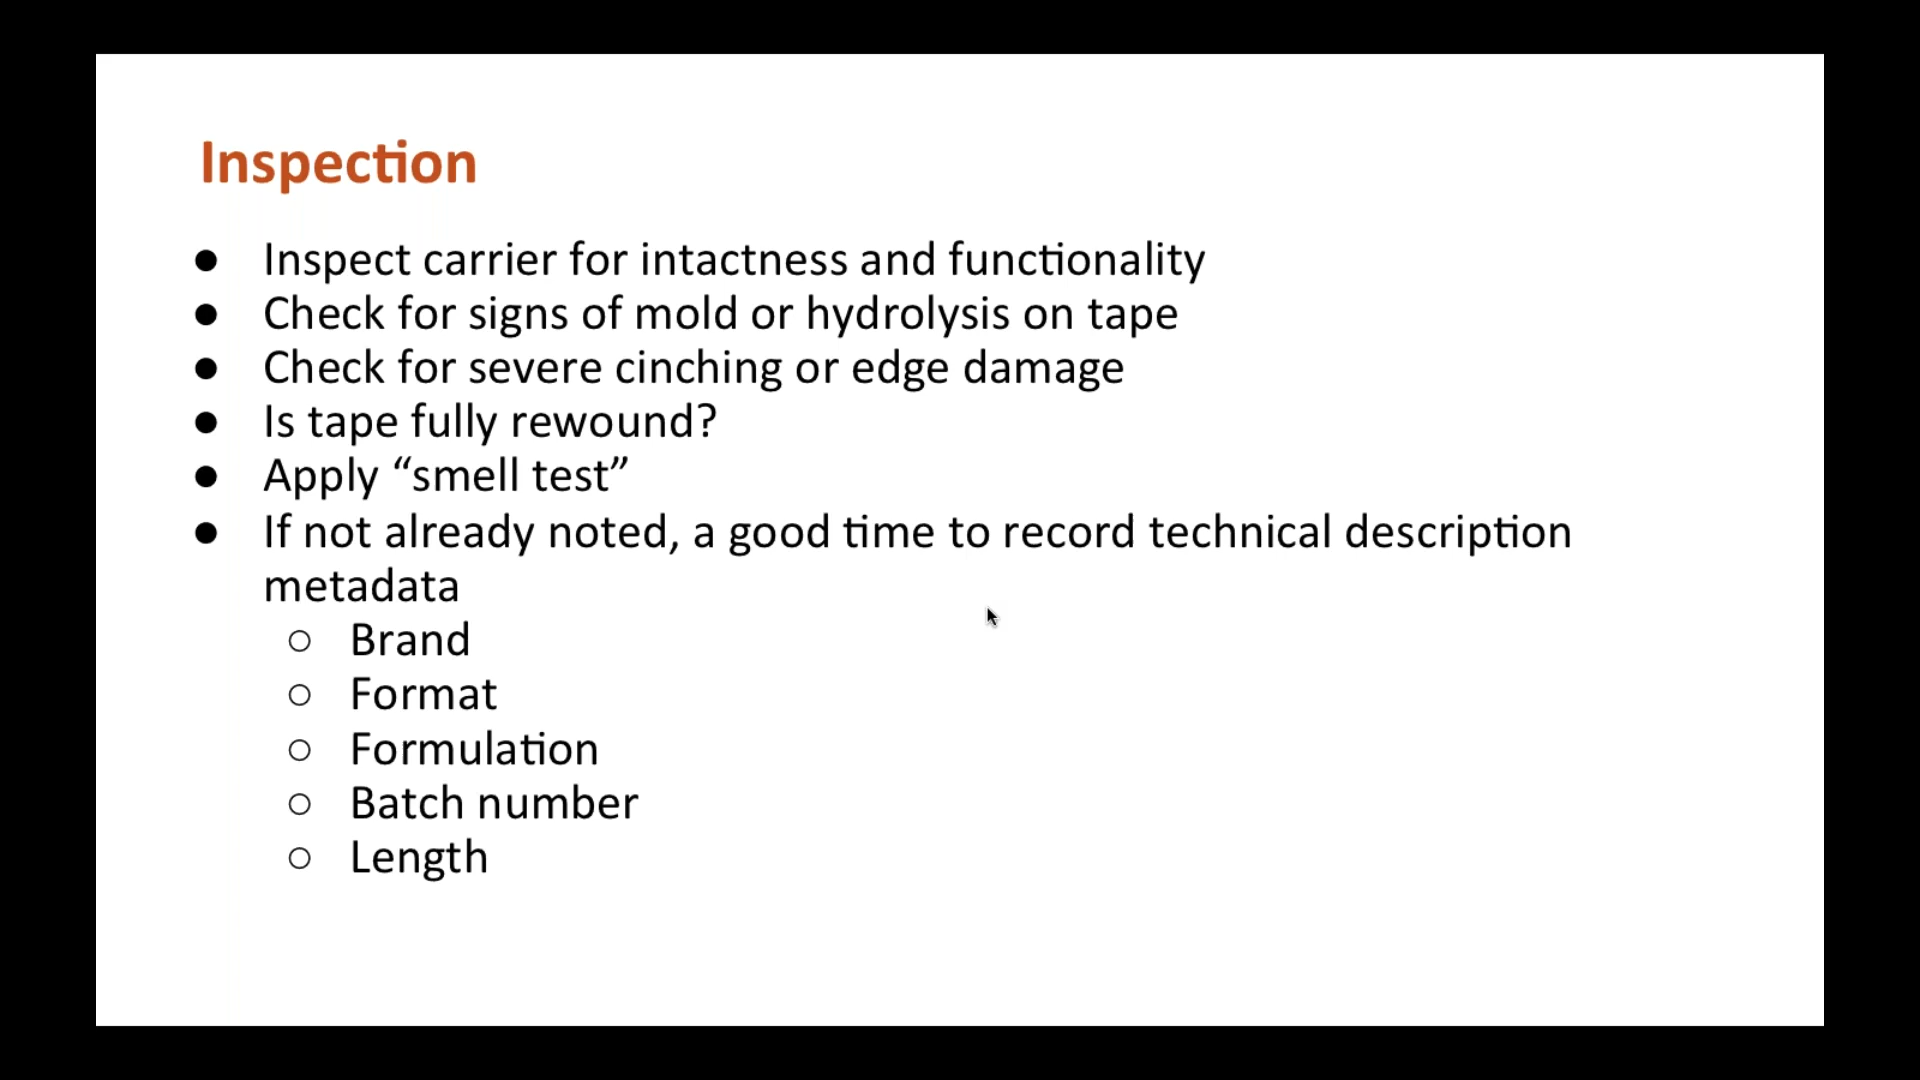 Inspection
● Inspect carrier for intactness and functionality
● Check for signs of mold or hydrolysis on tape
● Check for severe cinching or edge damage
● Is tape fully rewound?
● Apply “smell test”
● If not already noted, a good time to record technical description
metadata
○ Brand
○ Format
○ Formulation
○ Batch number
○ Length